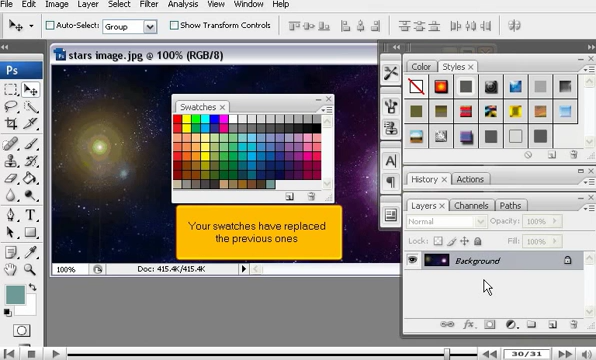 File Edit Image Layer Select Filter Analysis View Window Help
Auto-Select: Group Show Transform Controls
Ps
stars image.jpg @ 100% (RGB/8)
Swatches ×
Your swatches have replaced
the previous ones
100% Doc: 415.4K/415.4K
Color Styles ×
History × Actions
Layers × Channels Paths
Normal Opacity: 100%
Lock: Fill: 100%
Background
30/31